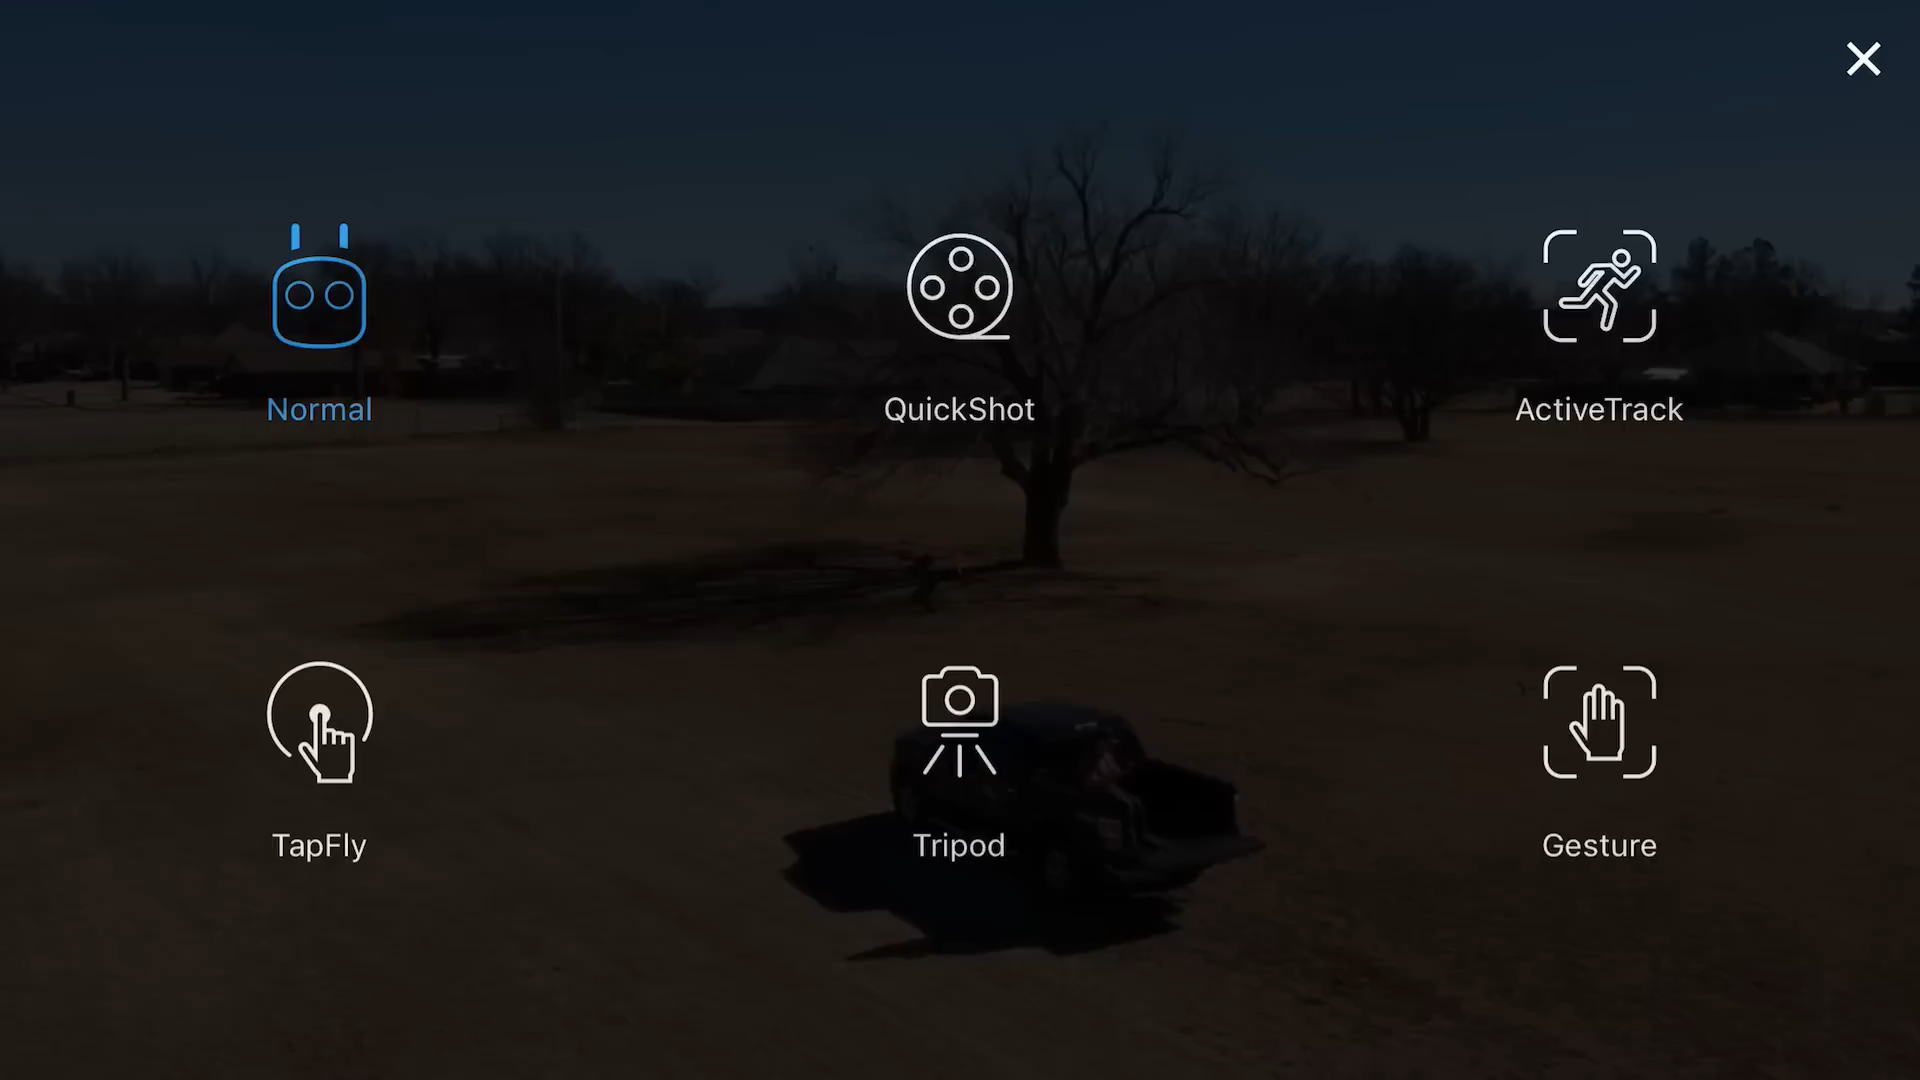 Normal
QuickShot
ActiveTrack
TapFly
Tripod
Gesture